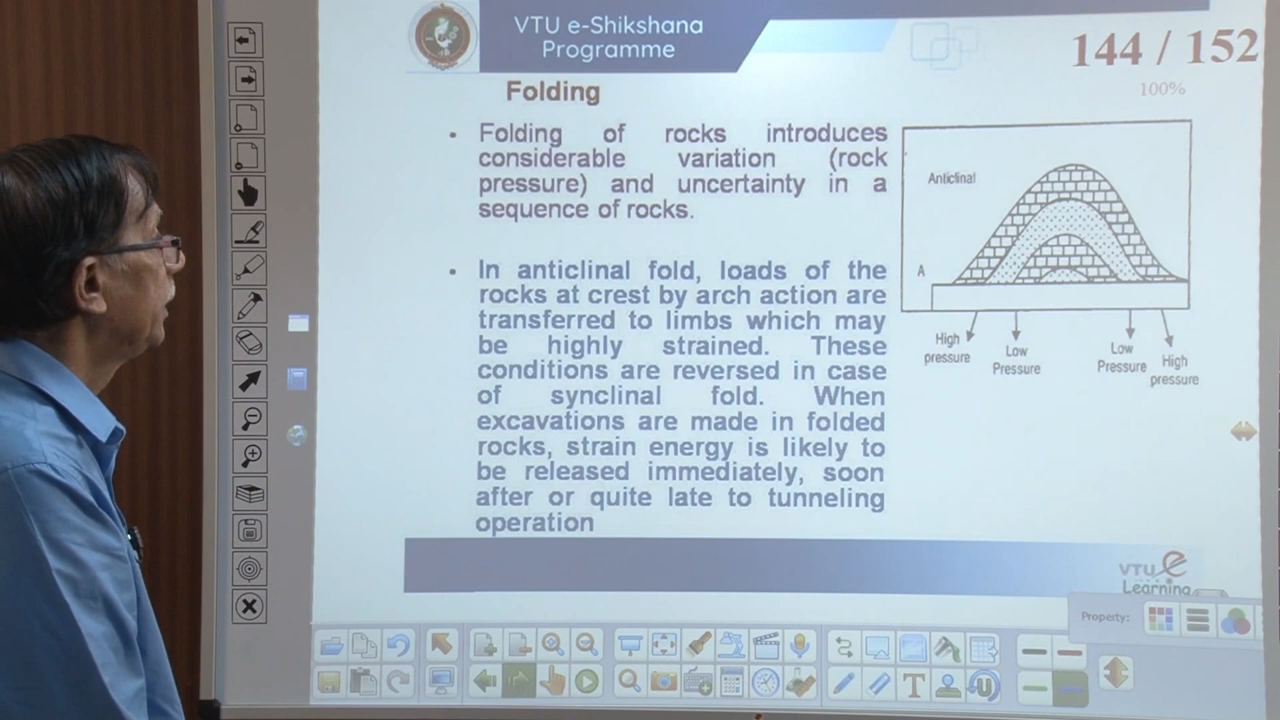 VTU e-Shikshana
Programme
144 / 152
100%
Folding
• Folding of rocks introduces
considerable variation (rock
pressure) and uncertainty in a
sequence of rocks.
• In anticlinal fold, loads of the
rocks at crest by arch action are
transferred to limbs which may
be highly strained. These
conditions are reversed in case
of synclinal fold. When
excavations are made in folded
rocks, strain energy is likely to
be released immediately, soon
after or quite late to tunneling
operation
Anticlinal
A
High
pressure
Low
Pressure
Low
Pressure
High
pressure
VTU e
Learning
Property: